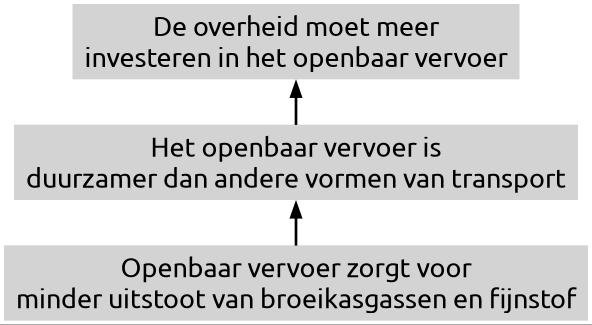 De overheid moet meer
investeren in het openbaar vervoer
Het openbaar vervoer is
duurzamer dan andere vormen van transport
Openbaar vervoer zorgt voor
minder uitstoot van broeikasgassen en fijnstof